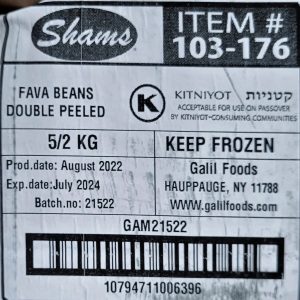 Shams
ITEM #
103-176
FAVA BEANS
DOUBLE PEELED
K
KITNIYOT קטניות
ACCEPTABLE FOR USE ON PASSOVER
BY KITNIYOT-CONSUMING COMMUNITIES
5/2 KG
KEEP FROZEN
Prod.date: August 2022
Exp.date:July 2024
Batch.no: 21522
Galil Foods
HAUPPAUGE, NY 11788
www.galilfoods.com
GAM21522
10794711006396